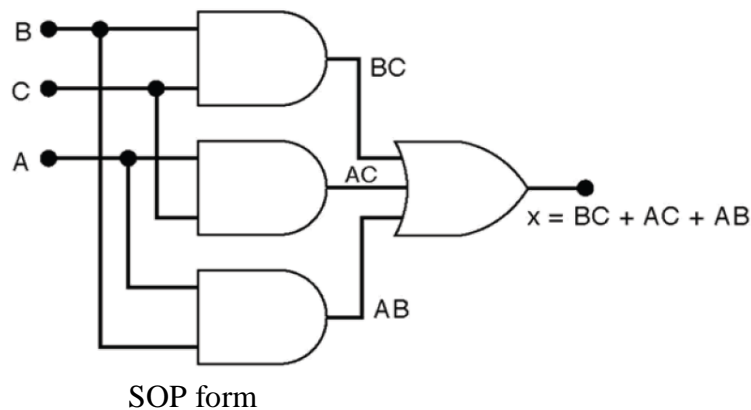 B
BC
C
A
AC
x = BC + AC + AB
AB
SOP form